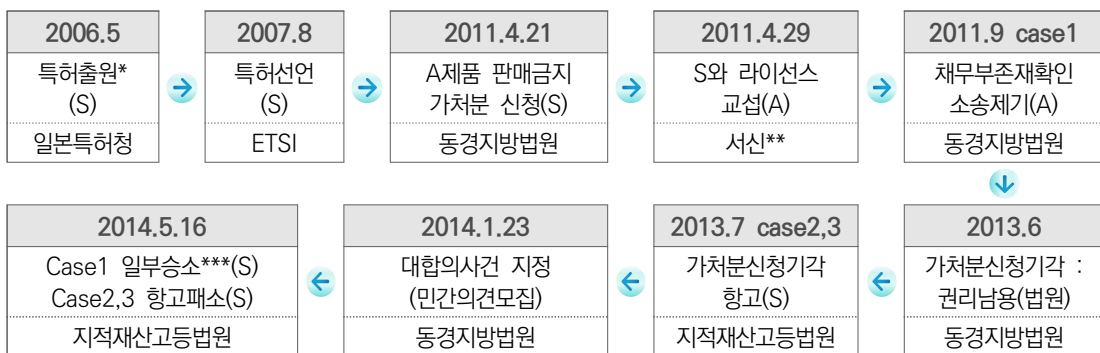 2006.5
특허출원*
(S)
일본특허청
2007.8
특허선언
(S)
ETSI
2011.4.21
A제품 판매금지
가처분 신청(S)
동경지방법원
2011.4.29
S와 라이선스
교섭(A)
서신**
2011.9 case1
채무부존재확인
소송제기(A)
동경지방법원
2013.6
가처분신청기각 :
권리남용(법원)
동경지방법원
2013.7 case2,3
가처분신청기각
항고(S)
지적재산고등법원
2014.1.23
대합의사건 지정
(민간의견모집)
동경지방법원
2014.5.16
Case1 일부승소***(S)
Case2,3 항고패소(S)
지적재산고등법원